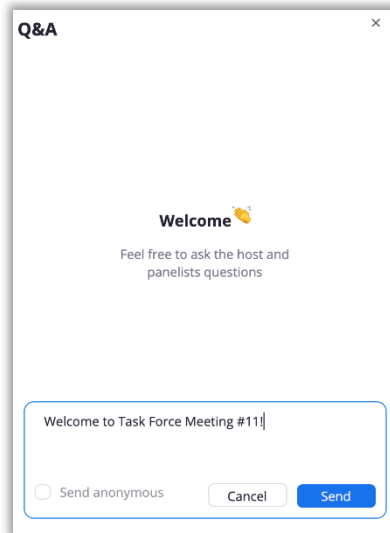 Q&A
Welcome
Feel free to ask the host and
panelists questions
Welcome to Task Force Meeting #11!
Send anonymous
Cancel
Send